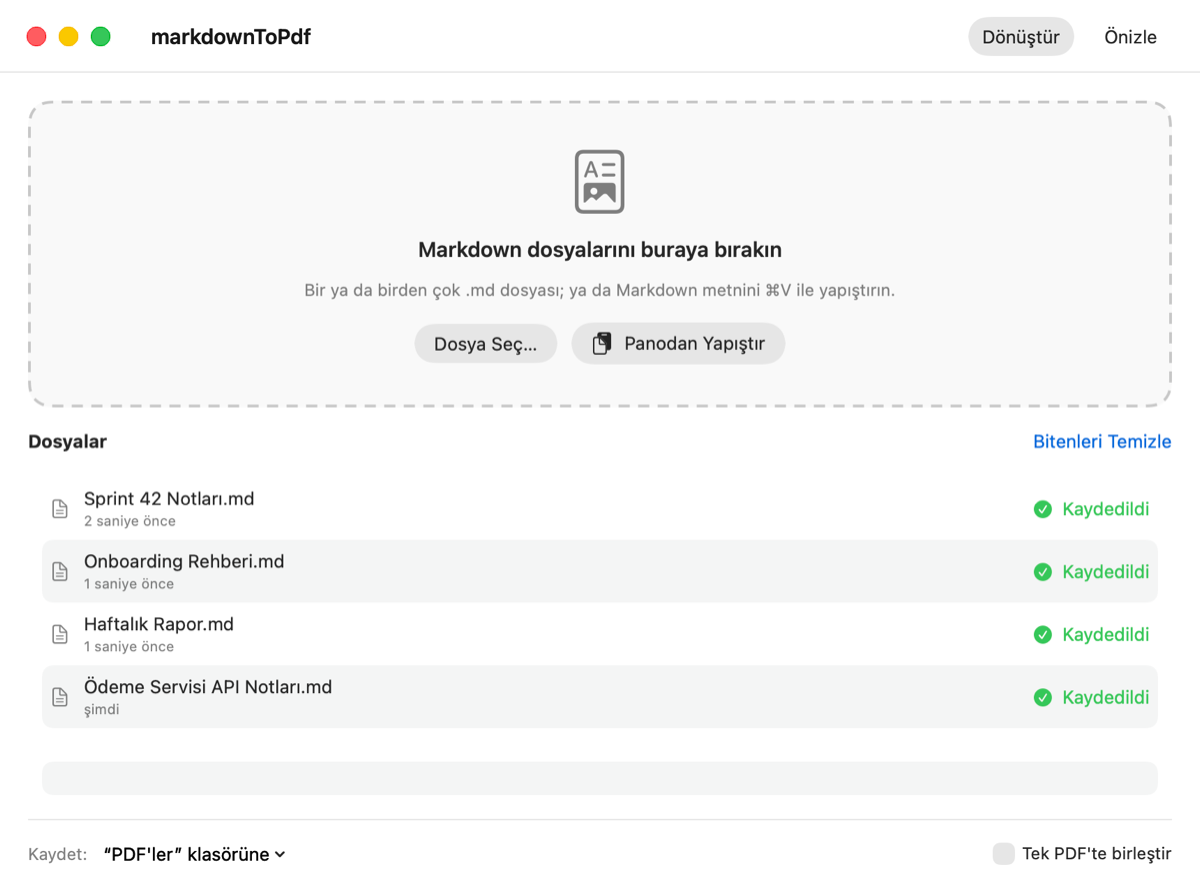 markdownToPdf
Dönüştür
Önizle
Markdown dosyalarını buraya bırakın
Bir ya da birden çok .md dosyası; ya da Markdown metnini ⌘V ile yapıştırın.
Dosya Seç...
Panodan Yapıştır
Dosyalar
Bitenleri Temizle
Sprint 42 Notları.md
2 saniye önce
Kaydedildi
Onboarding Rehberi.md
1 saniye önce
Kaydedildi
Haftalık Rapor.md
1 saniye önce
Kaydedildi
Ödeme Servisi API Notları.md
şimdi
Kaydedildi
Kaydet:
“PDF'ler” klasörüne
Tek PDF'te birleştir